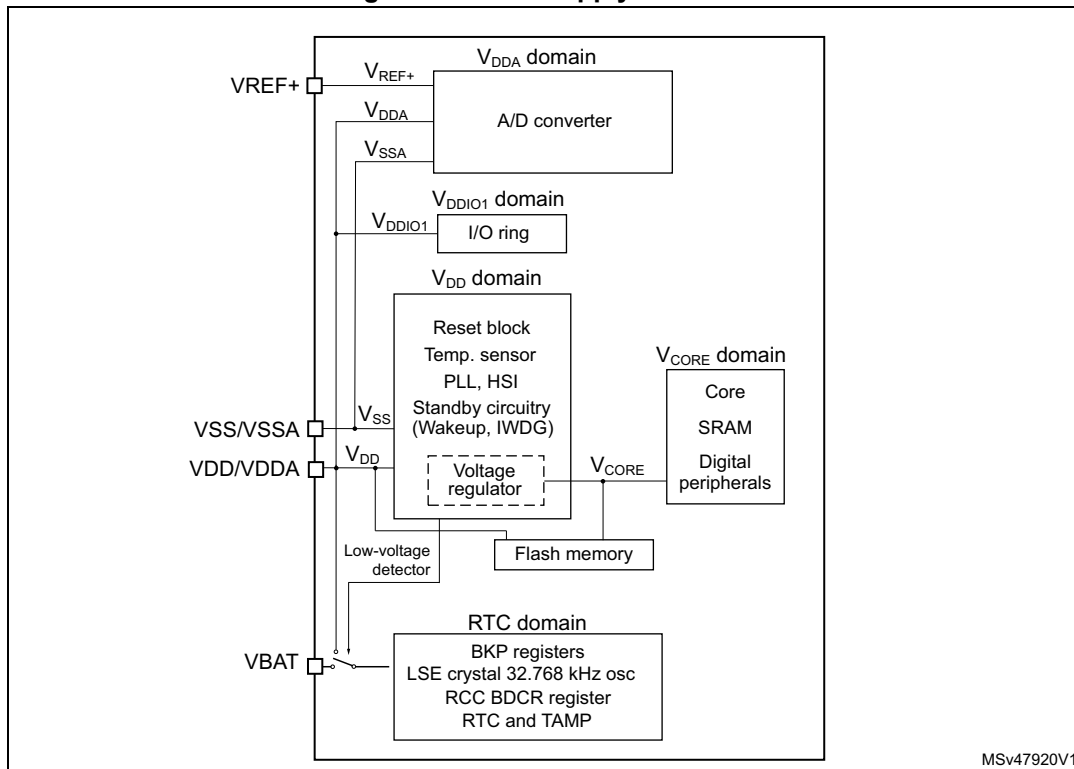 VREF+
VREF+
VDDA domain
A/D converter
VDDA
VSSA
VDDIO1 domain
VDDIO1
I/O ring
VDD domain
Reset block
Temp. sensor
PLL, HSI
Standby circuitry
(Wakeup, IWDG)
Voltage
regulator
VSS/VSSA
VSS
VDD/VDDA
VDD
VCORE
VCORE domain
Core
SRAM
Digital
peripherals
Flash memory
Low-voltage
detector
VBAT
RTC domain
BKP registers
LSE crystal 32.768 kHz osc
RCC BDCR register
RTC and TAMP
MSv47920V1